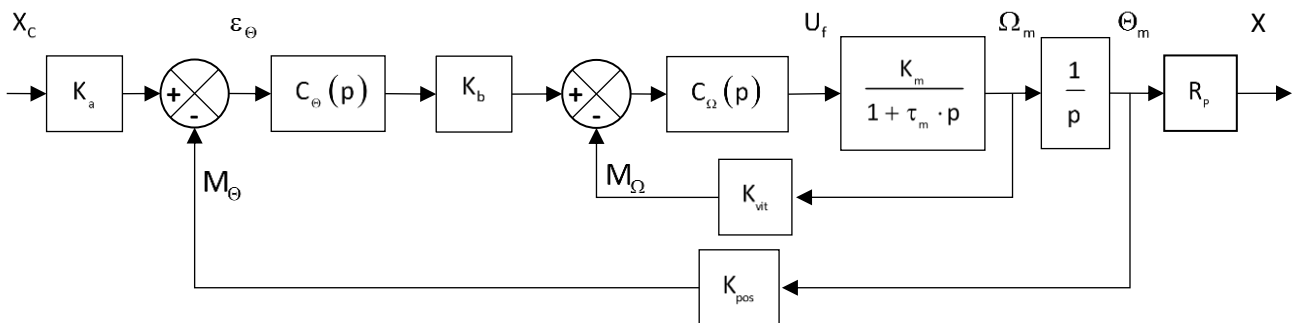 X_C
ε_Θ
U_f
Ω_m
Θ_m
X
K_a
+
-
C_Θ(p)
K_b
+
-
C_Ω(p)
K_m
1 + τ_m · p
1
p
R_P
M_Θ
M_Ω
K_vit
K_pos